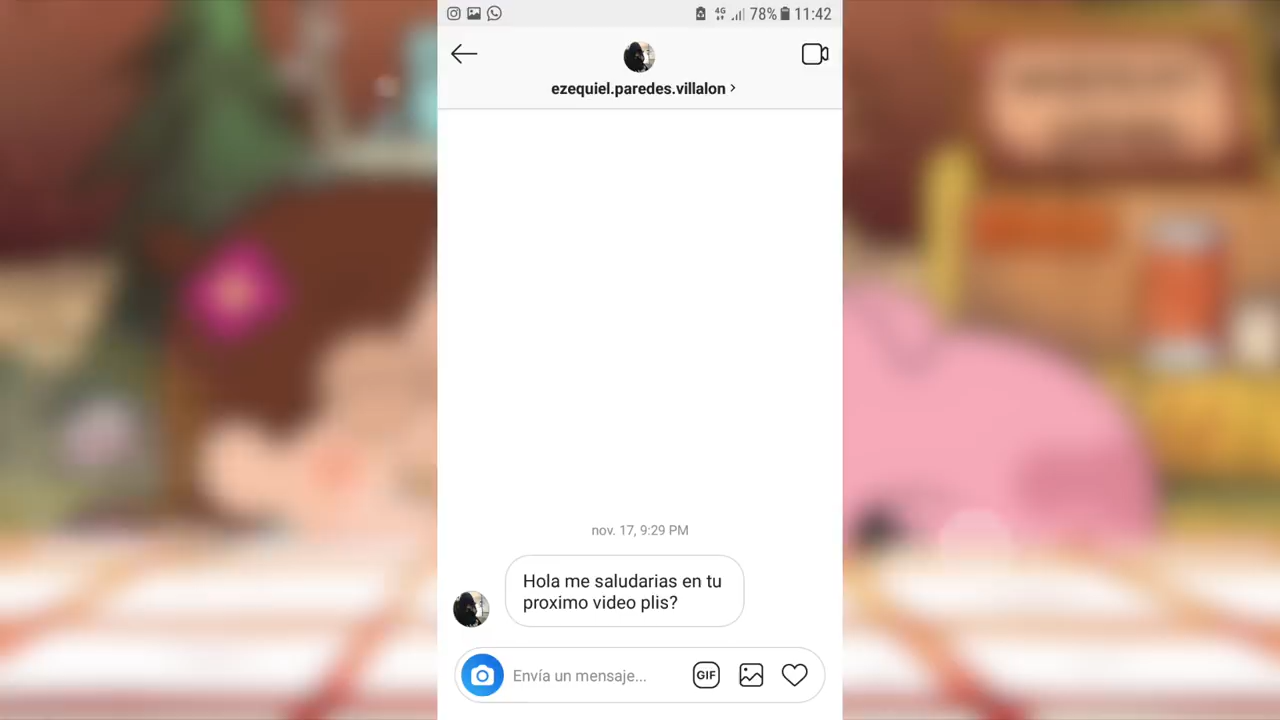 4G 78% 11:42
ezequiel.paredes.villalon >
nov. 17, 9:29 PM
Hola me saludarias en tu
proximo video plis?
Envía un mensaje...
GIF